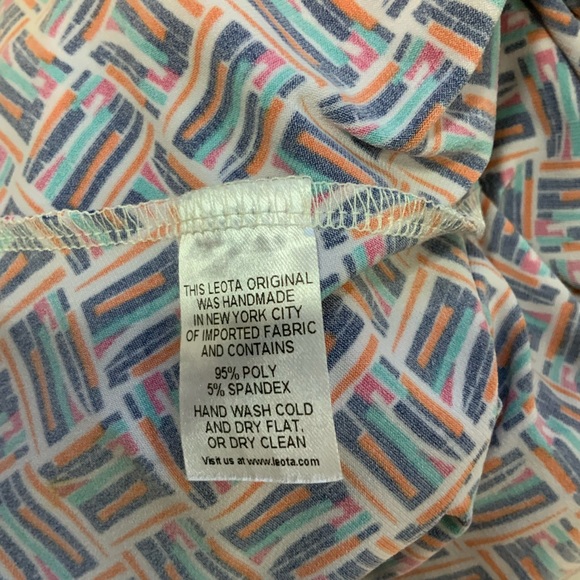 THIS LEOTA ORIGINAL
WAS HANDMADE
IN NEW YORK CITY
OF IMPORTED FABRIC
AND CONTAINS
95% POLY
5% SPANDEX
HAND WASH COLD
AND DRY FLAT,
OR DRY CLEAN
Visit us at www.leota.com